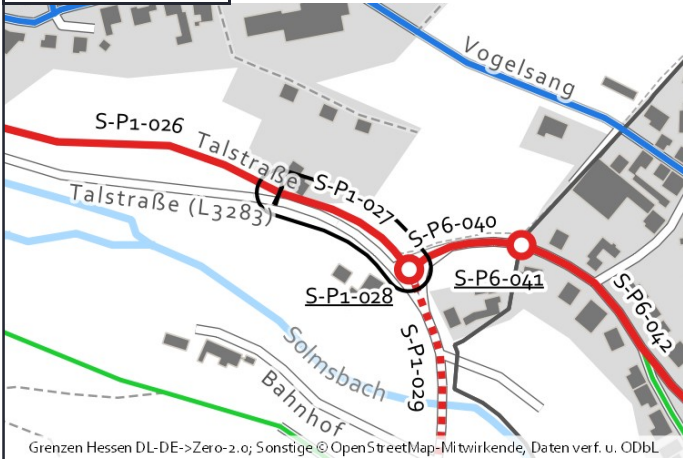 Vogelsang
S-P1-026
Talstraße
S-P1-027
Talstraße (L3283)
S-P6-040
S-P6-041
S-P1-028
S-P6-042
S-P1-029
Solmsbach
Bahnhof
Grenzen Hessen DL-DE->Zero-2.0; Sonstige © OpenStreetMap-Mitwirkende, Daten verf. u. ODbL